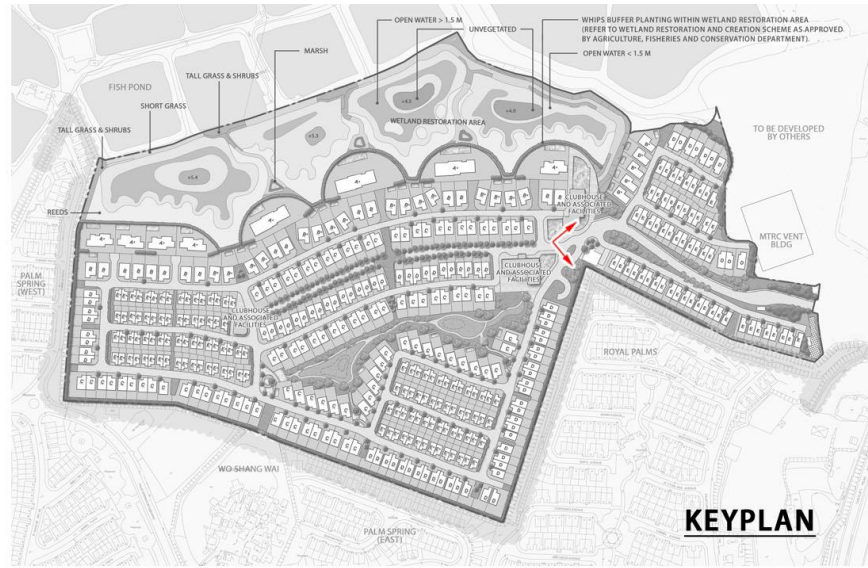 OPEN WATER > 1.5 M
UNVEGETATED
WHIPS BUFFER PLANTING WITHIN WETLAND RESTORATION AREA
(REFER TO WETLAND RESTORATION AND CREATION SCHEME AS APPROVED
BY AGRICULTURE, FISHERIES AND CONSERVATION DEPARTMENT).
OPEN WATER < 1.5 M
MARSH
TALL GRASS & SHRUBS
FISH POND
SHORT GRASS
TALL GRASS & SHRUBS
WETLAND RESTORATION AREA
TO BE DEVELOPED
BY OTHERS
REEDS
CLUBHOUSE
AND ASSOCIATED
FACILITIES
MTRC VENT
BLDG
PALM
SPRING
(WEST)
CLUBHOUSE
AND ASSOCIATED
FACILITIES
CLUBHOUSE
AND ASSOCIATED
FACILITIES
ROYAL PALMS
WO SHANG WAI
PALM SPRING
(EAST)
KEYPLAN